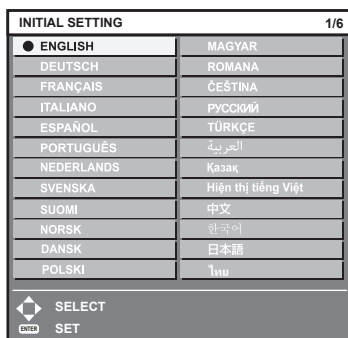 INITIAL SETTING 1/6
ENGLISH
DEUTSCH
FRANÇAIS
ITALIANO
ESPAÑOL
PORTUGUÊS
NEDERLANDS
SVENSKA
SUOMI
NORSK
DANSK
POLSKI
MAGYAR
ROMANA
ČEŠTINA
РУССКИЙ
TÜRKÇE
العربية
Қазақ
Hiện thị tiếng Việt
中文
한국어
日本語
ไทย
SELECT
ENTER SET